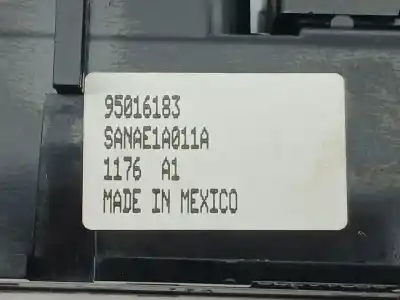 95016183
SANAE1A011A
1176 A1
MADE IN MEXICO